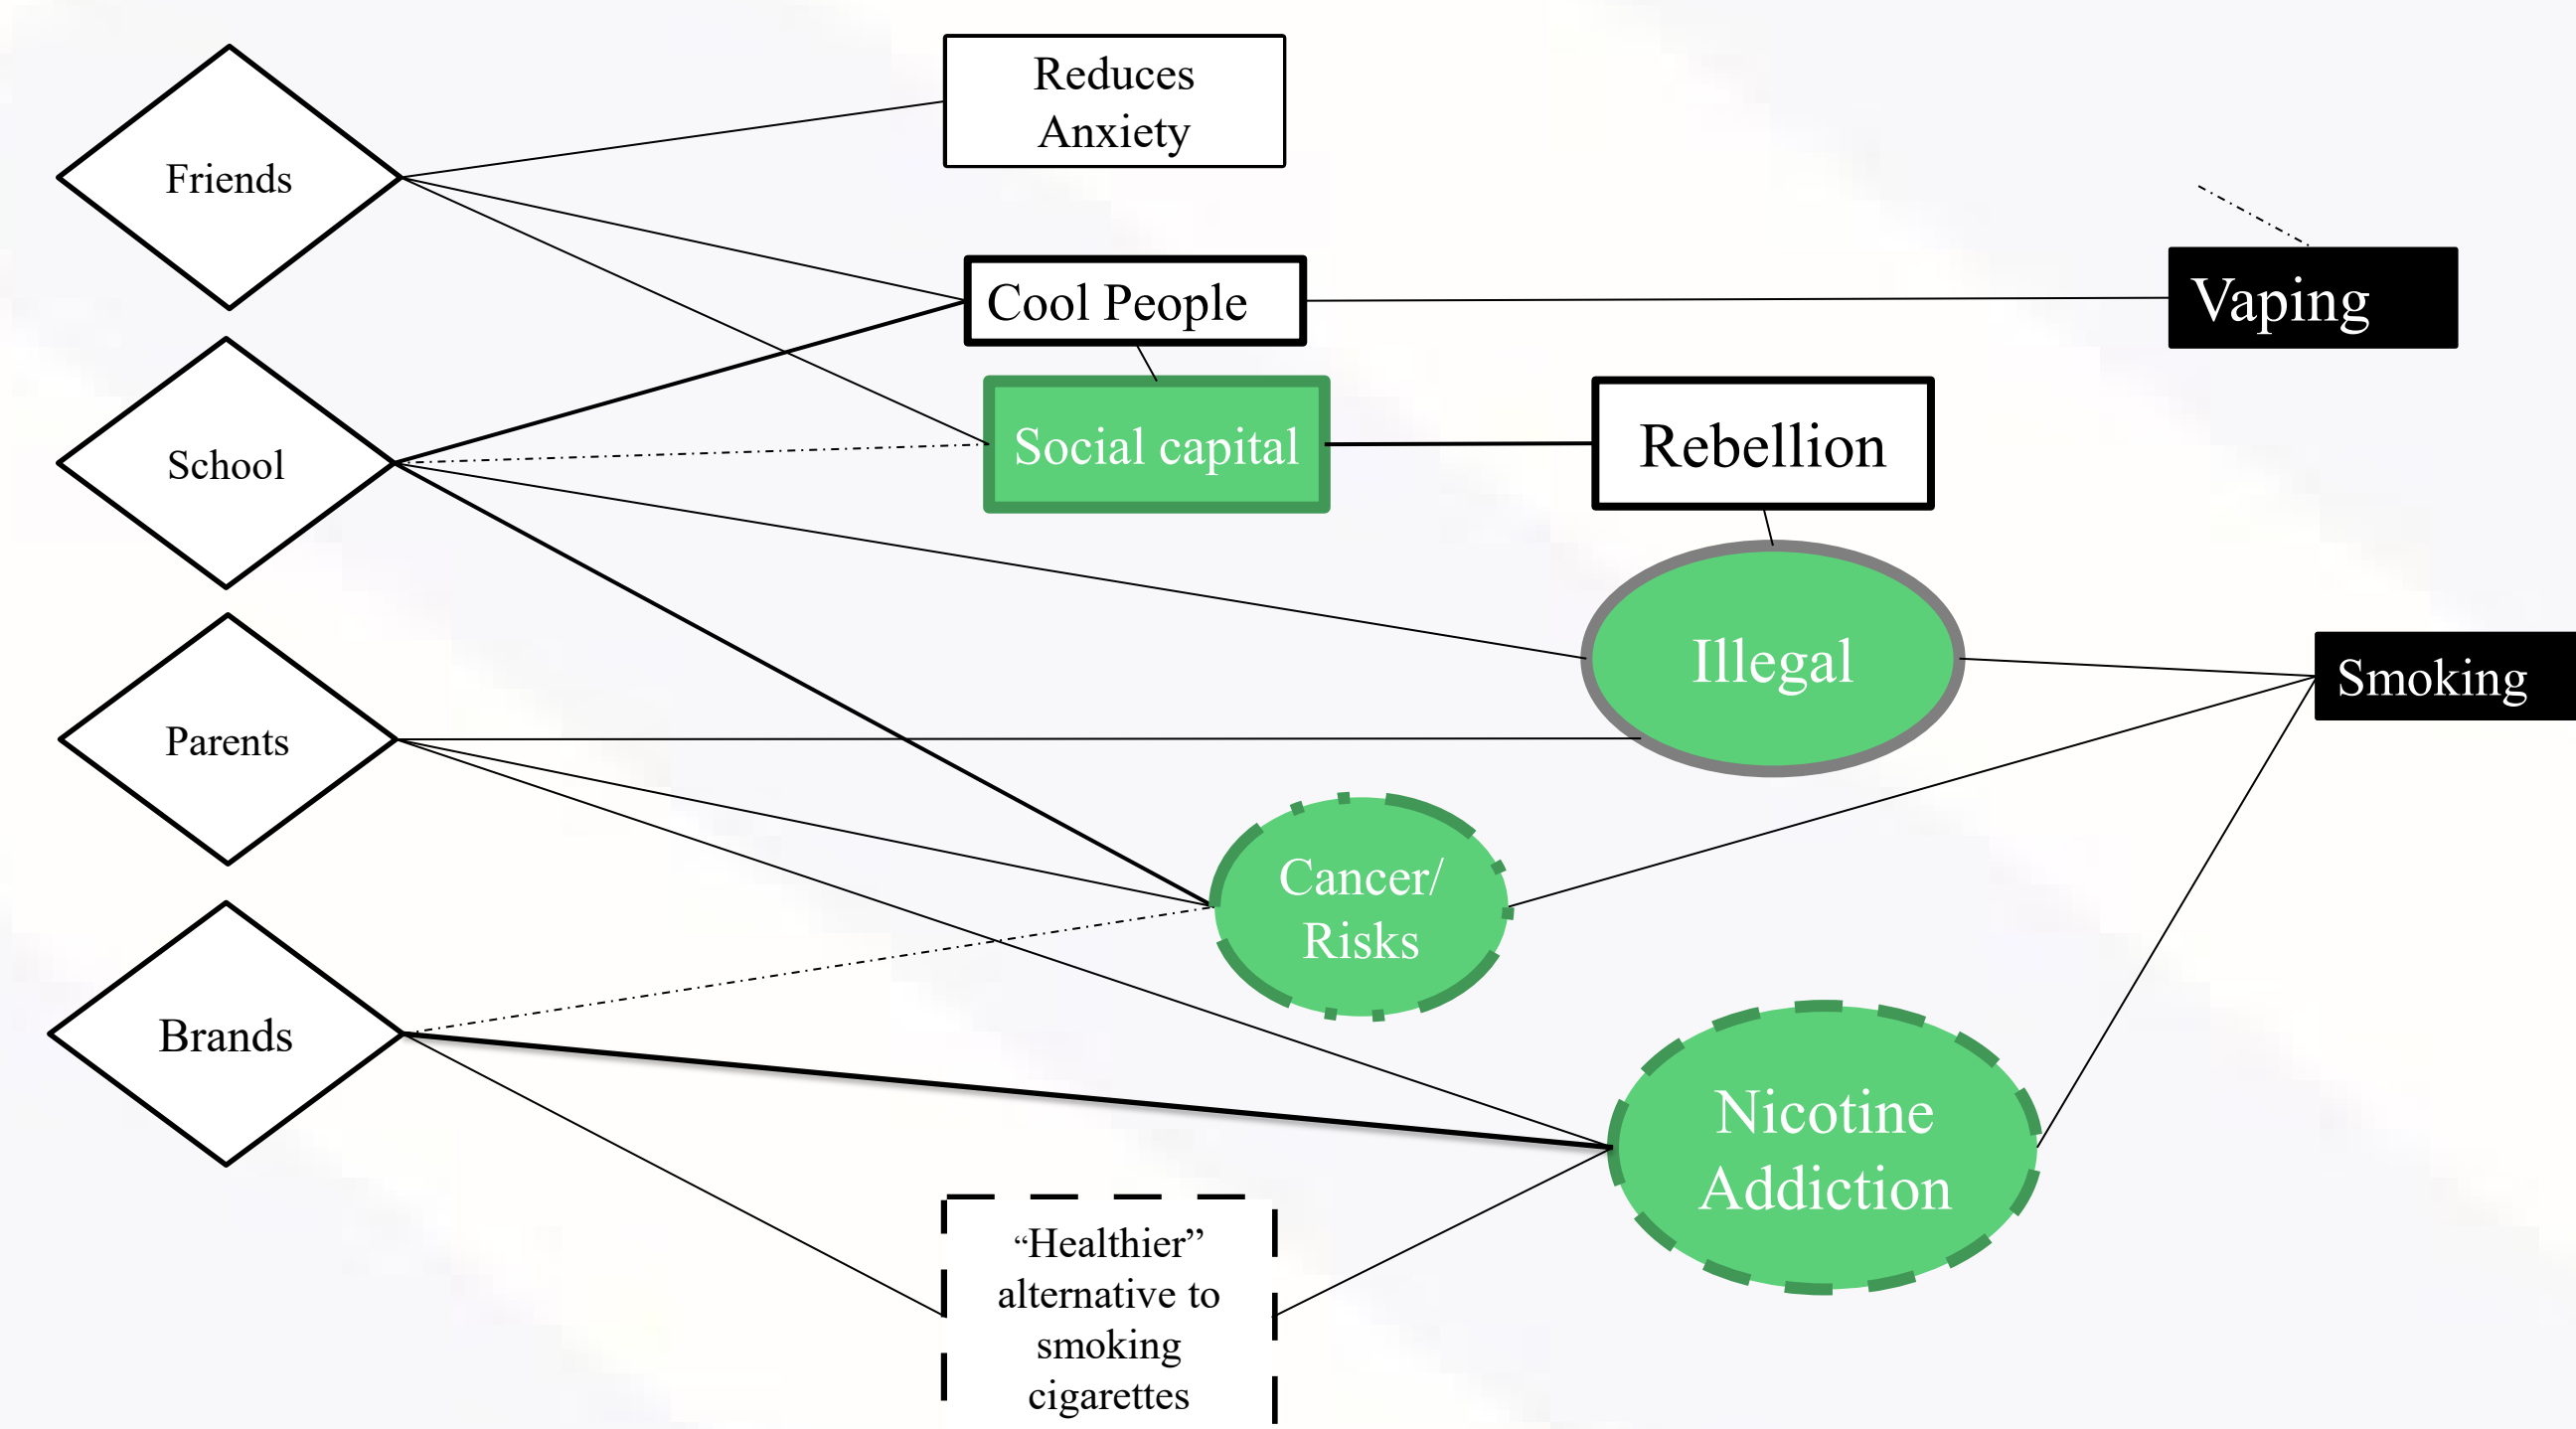 Friends
Reduces
Anxiety
Cool People
Vaping
School
Social capital
Rebellion
Illegal
Smoking
Parents
Cancer/
Risks
Brands
Nicotine
Addiction
“Healthier”
alternative to
smoking
cigarettes